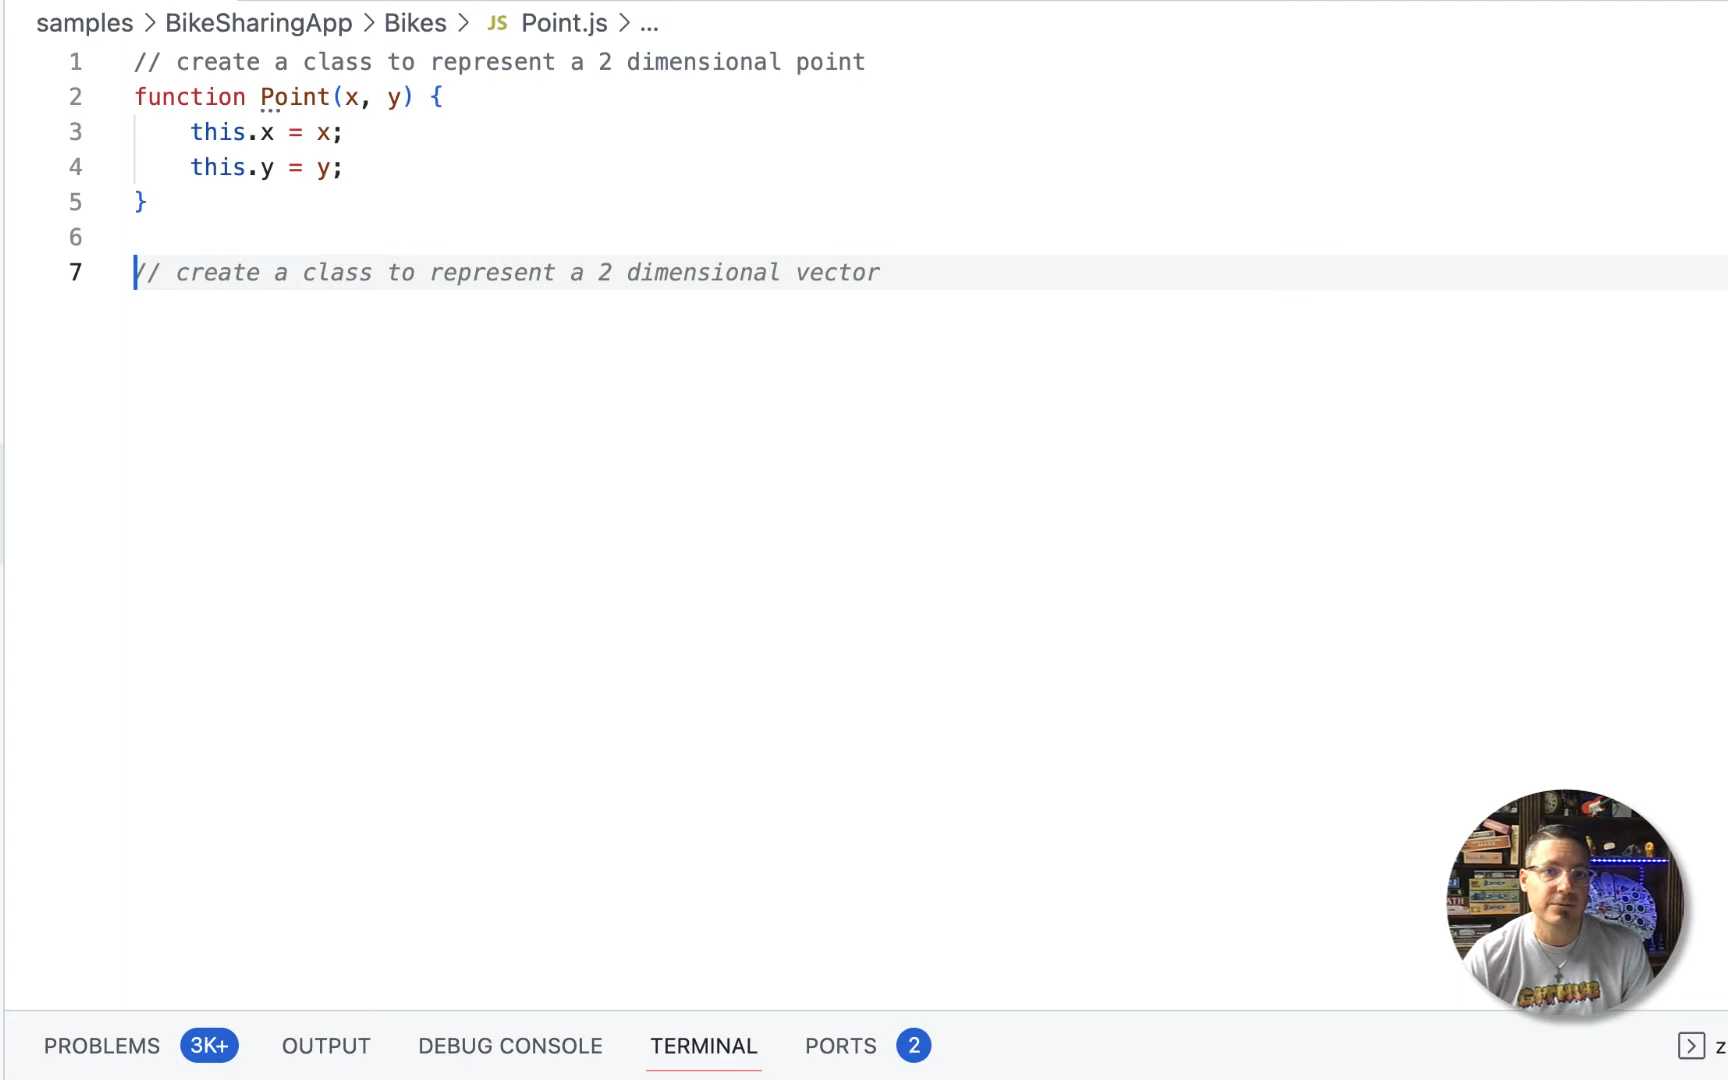 samples > BikeSharingApp > Bikes > JS Point.js > ...
1 // create a class to represent a 2 dimensional point
2 function Point(x, y) {
3 this.x = x;
4 this.y = y;
5 }
6
7 // create a class to represent a 2 dimensional vector
PROBLEMS 3K+ OUTPUT DEBUG CONSOLE TERMINAL PORTS 2 z